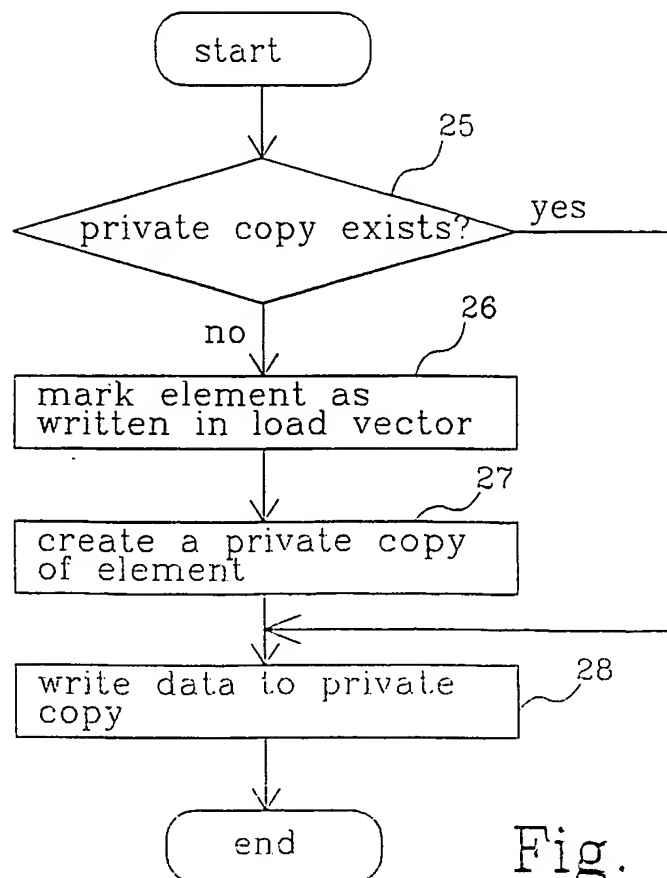 start
25
private copy exists?
yes
no
26
mark element as
written in load vector
27
create a private copy
of element
write data to private
copy
28
end
Fig.